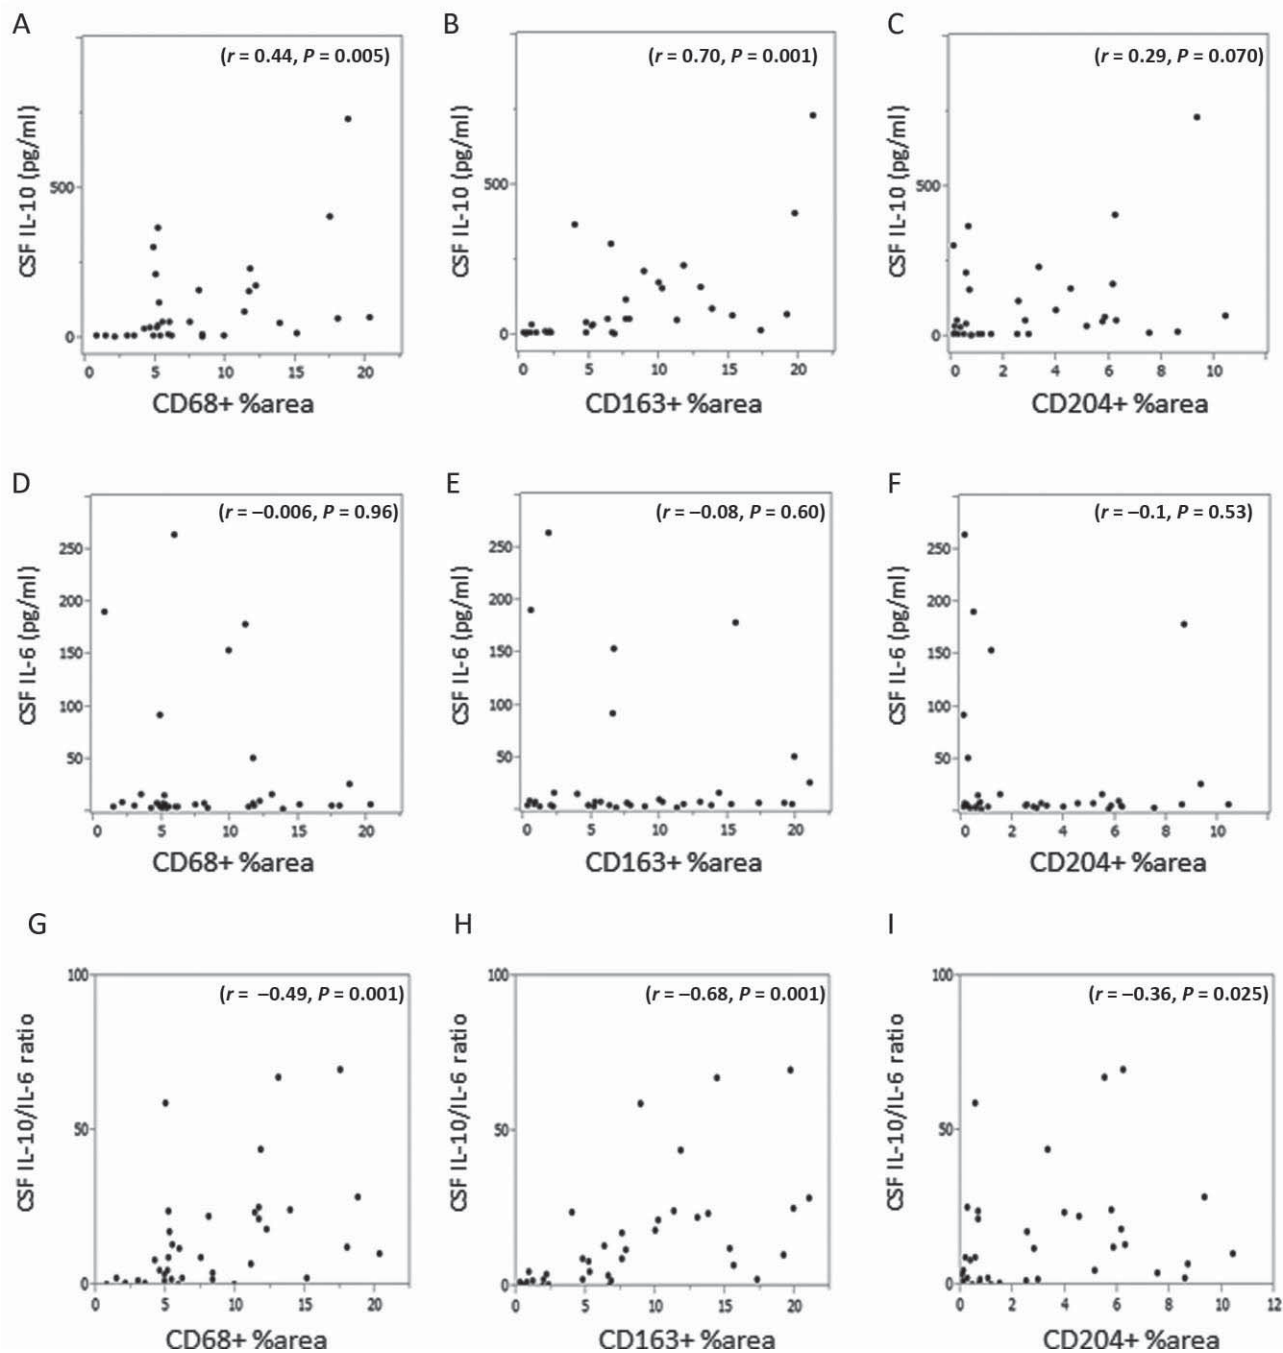 A
(r = 0.44, P = 0.005)
CSF IL-10 (pg/ml)
500
0
0 5 10 15 20
CD68+ %area
B
(r = 0.70, P = 0.001)
CSF IL-10 (pg/ml)
500
0
0 5 10 15 20
CD163+ %area
C
(r = 0.29, P = 0.070)
CSF IL-10 (pg/ml)
500
0
0 2 4 6 8 10
CD204+ %area
D
(r = –0.006, P = 0.96)
CSF IL-6 (pg/ml)
250
200
150
100
50
0
0 5 10 15 20
CD68+ %area
E
(r = –0.08, P = 0.60)
CSF IL-6 (pg/ml)
250
200
150
100
50
0
0 5 10 15 20
CD163+ %area
F
(r = –0.1, P = 0.53)
CSF IL-6 (pg/ml)
250
200
150
100
50
0
0 2 4 6 8 10
CD204+ %area
G
(r = –0.49, P = 0.001)
CSF IL-10/IL-6 ratio
100
50
0
0 5 10 15 20
CD68+ %area
H
(r = –0.68, P = 0.001)
CSF IL-10/IL-6 ratio
100
50
0
0 5 10 15 20
CD163+ %area
I
(r = –0.36, P = 0.025)
CSF IL-10/IL-6 ratio
100
50
0
0 2 4 6 8 10 12
CD204+ %area